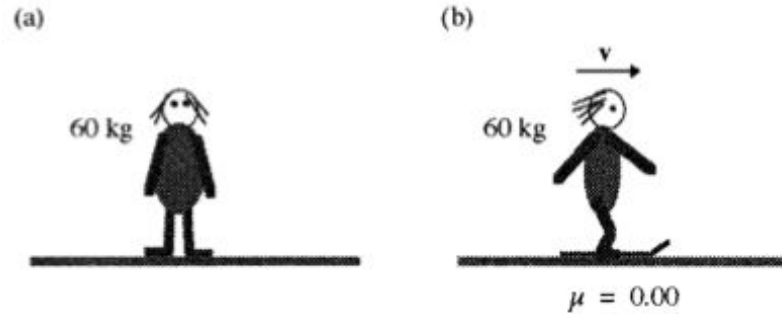 (a)
(b)
v
60 kg
60 kg
μ = 0.00